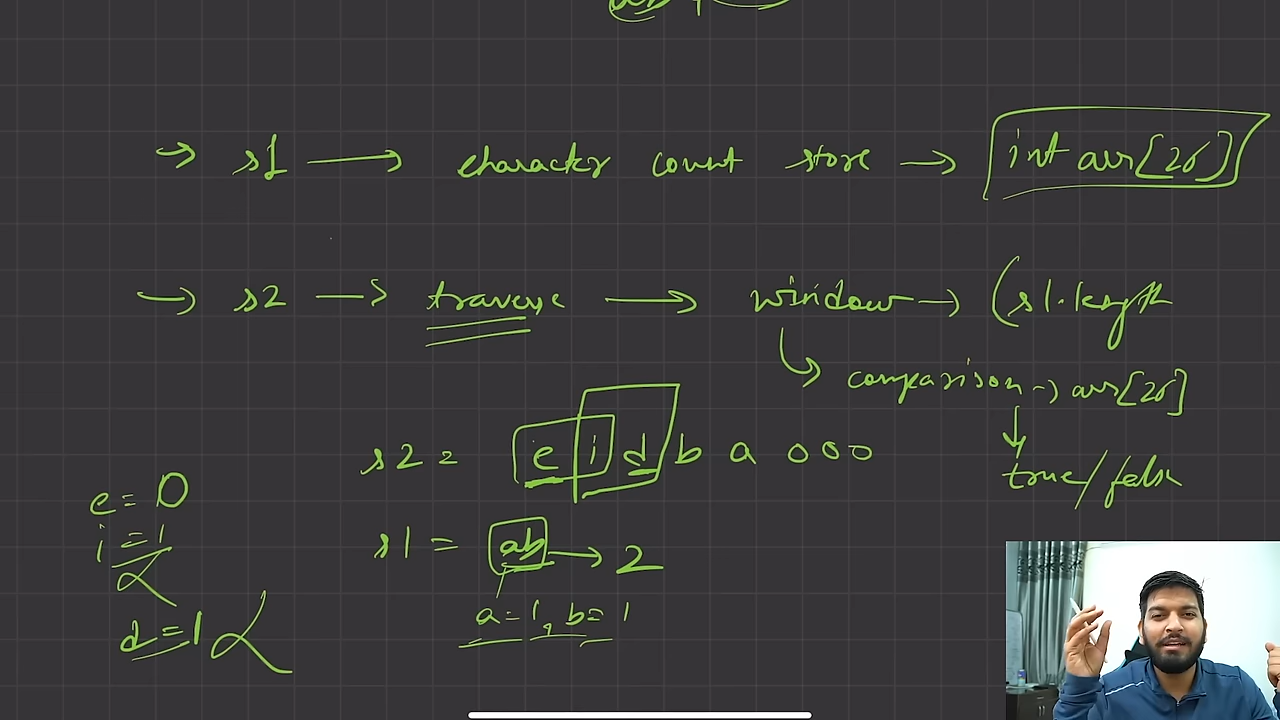 ab
→ s1 → character count store → int arr[26]
→ s2 → traverse → window → (s1.length
↳ comparison → arr[26]
↓
true/false
s2 = e i d b a o o o
e = 0
i = 1
d = 1
s1 = ab → 2
a = 1, b = 1